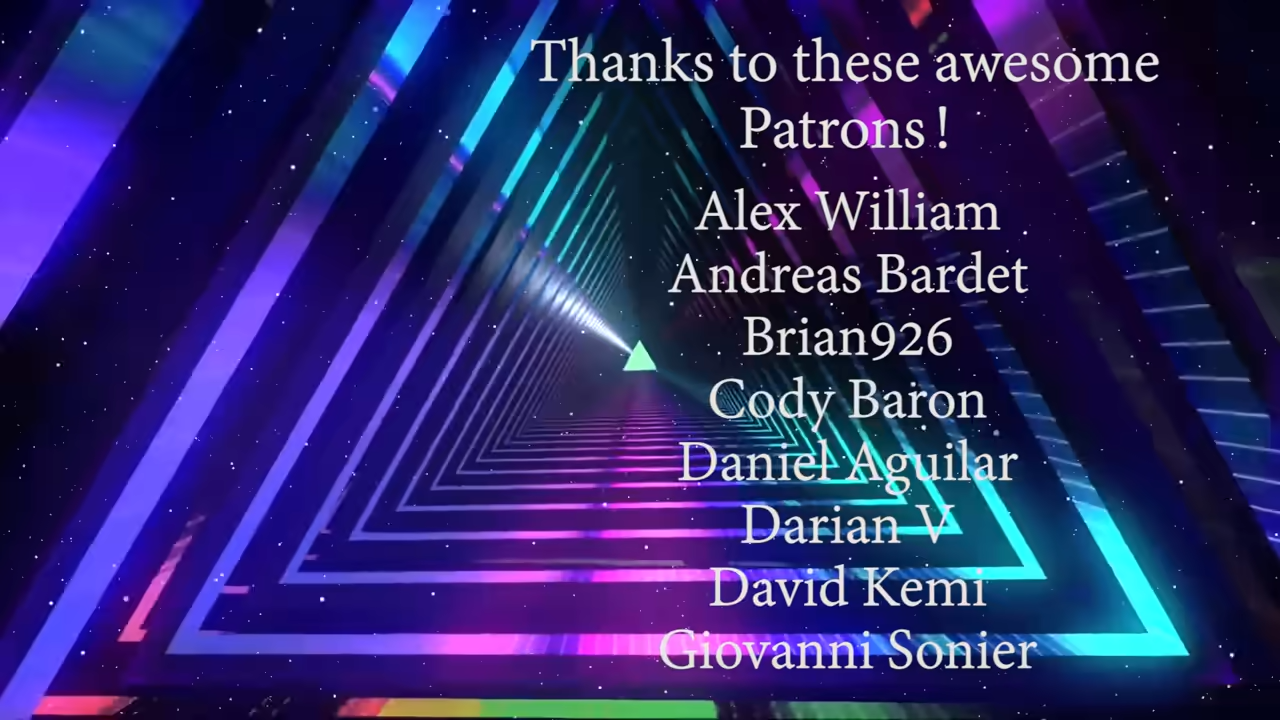 Thanks to these awesome
Patrons!
Alex William
Andreas Bardet
Brian926
Cody Baron
Daniel Aguilar
Darian V
David Kemi
Giovanni Sonier